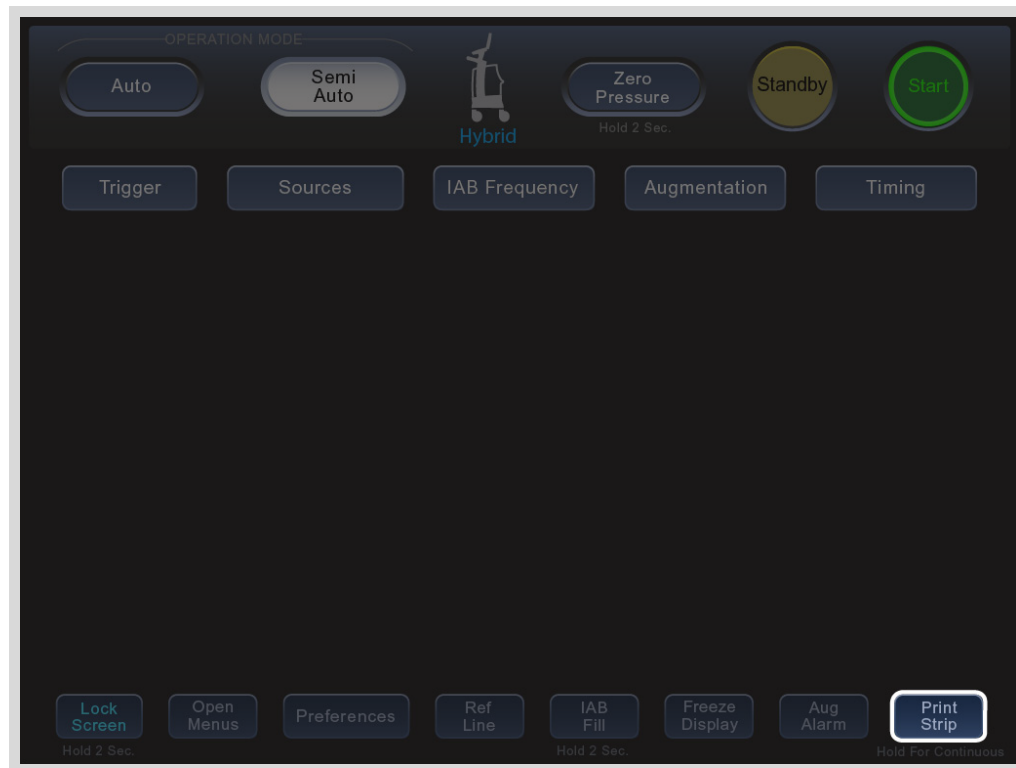 OPERATION MODE
Auto
Semi
Auto
Hybrid
Zero
Pressure
Hold 2 Sec.
Standby
Start
Trigger
Sources
IAB Frequency
Augmentation
Timing
Lock
Screen
Hold 2 Sec.
Open
Menus
Preferences
Ref
Line
IAB
Fill
Hold 2 Sec.
Freeze
Display
Aug
Alarm
Print
Strip
Hold For Continuous